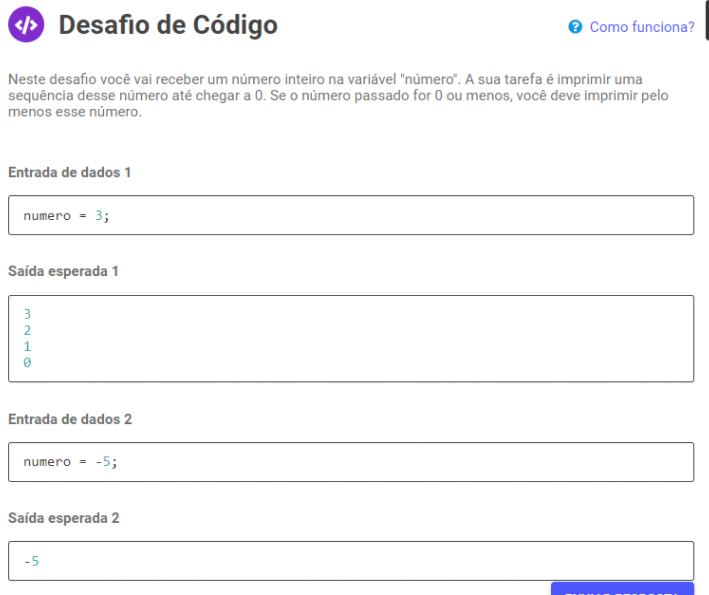 </> Desafio de Código
? Como funciona?
Neste desafio você vai receber um número inteiro na variável "número". A sua tarefa é imprimir uma
sequência desse número até chegar a 0. Se o número passado for 0 ou menos, você deve imprimir pelo
menos esse número.
Entrada de dados 1
numero = 3;
Saída esperada 1
3
2
1
0
Entrada de dados 2
numero = -5;
Saída esperada 2
-5